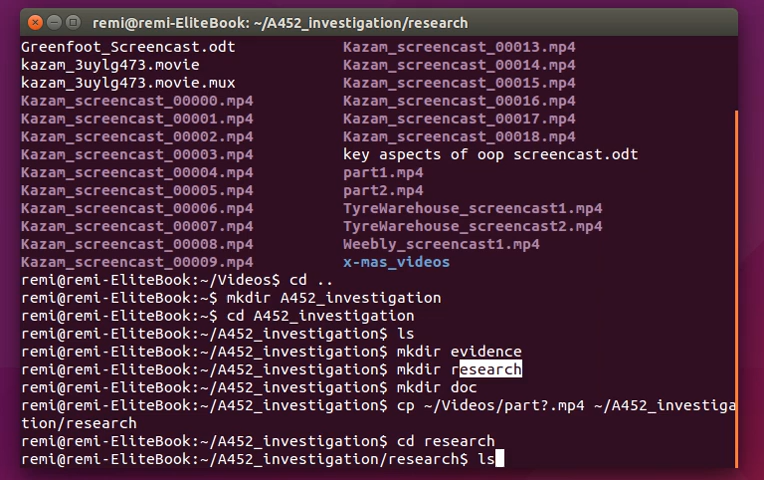 remi@remi-EliteBook: ~/A452_investigation/research
Greenfoot_Screencast.odt Kazam_screencast_00013.mp4
kazam_3uylg473.movie Kazam_screencast_00014.mp4
kazam_3uylg473.movie.mux Kazam_screencast_00015.mp4
Kazam_screencast_00000.mp4 Kazam_screencast_00016.mp4
Kazam_screencast_00001.mp4 Kazam_screencast_00017.mp4
Kazam_screencast_00002.mp4 Kazam_screencast_00018.mp4
Kazam_screencast_00003.mp4 key aspects of oop screencast.odt
Kazam_screencast_00004.mp4 part1.mp4
Kazam_screencast_00005.mp4 part2.mp4
Kazam_screencast_00006.mp4 TyreWarehouse_screencast1.mp4
Kazam_screencast_00007.mp4 TyreWarehouse_screencast2.mp4
Kazam_screencast_00008.mp4 Weebly_screencast1.mp4
Kazam_screencast_00009.mp4 x-mas_videos
remi@remi-EliteBook:~/Videos$ cd ..
remi@remi-EliteBook:~$ mkdir A452_investigation
remi@remi-EliteBook:~$ cd A452_investigation
remi@remi-EliteBook:~/A452_investigation$ ls
remi@remi-EliteBook:~/A452_investigation$ mkdir evidence
remi@remi-EliteBook:~/A452_investigation$ mkdir research
remi@remi-EliteBook:~/A452_investigation$ mkdir doc
remi@remi-EliteBook:~/A452_investigation$ cp ~/Videos/part?.mp4 ~/A452_investiga
tion/research
remi@remi-EliteBook:~/A452_investigation$ cd research
remi@remi-EliteBook:~/A452_investigation/research$ ls